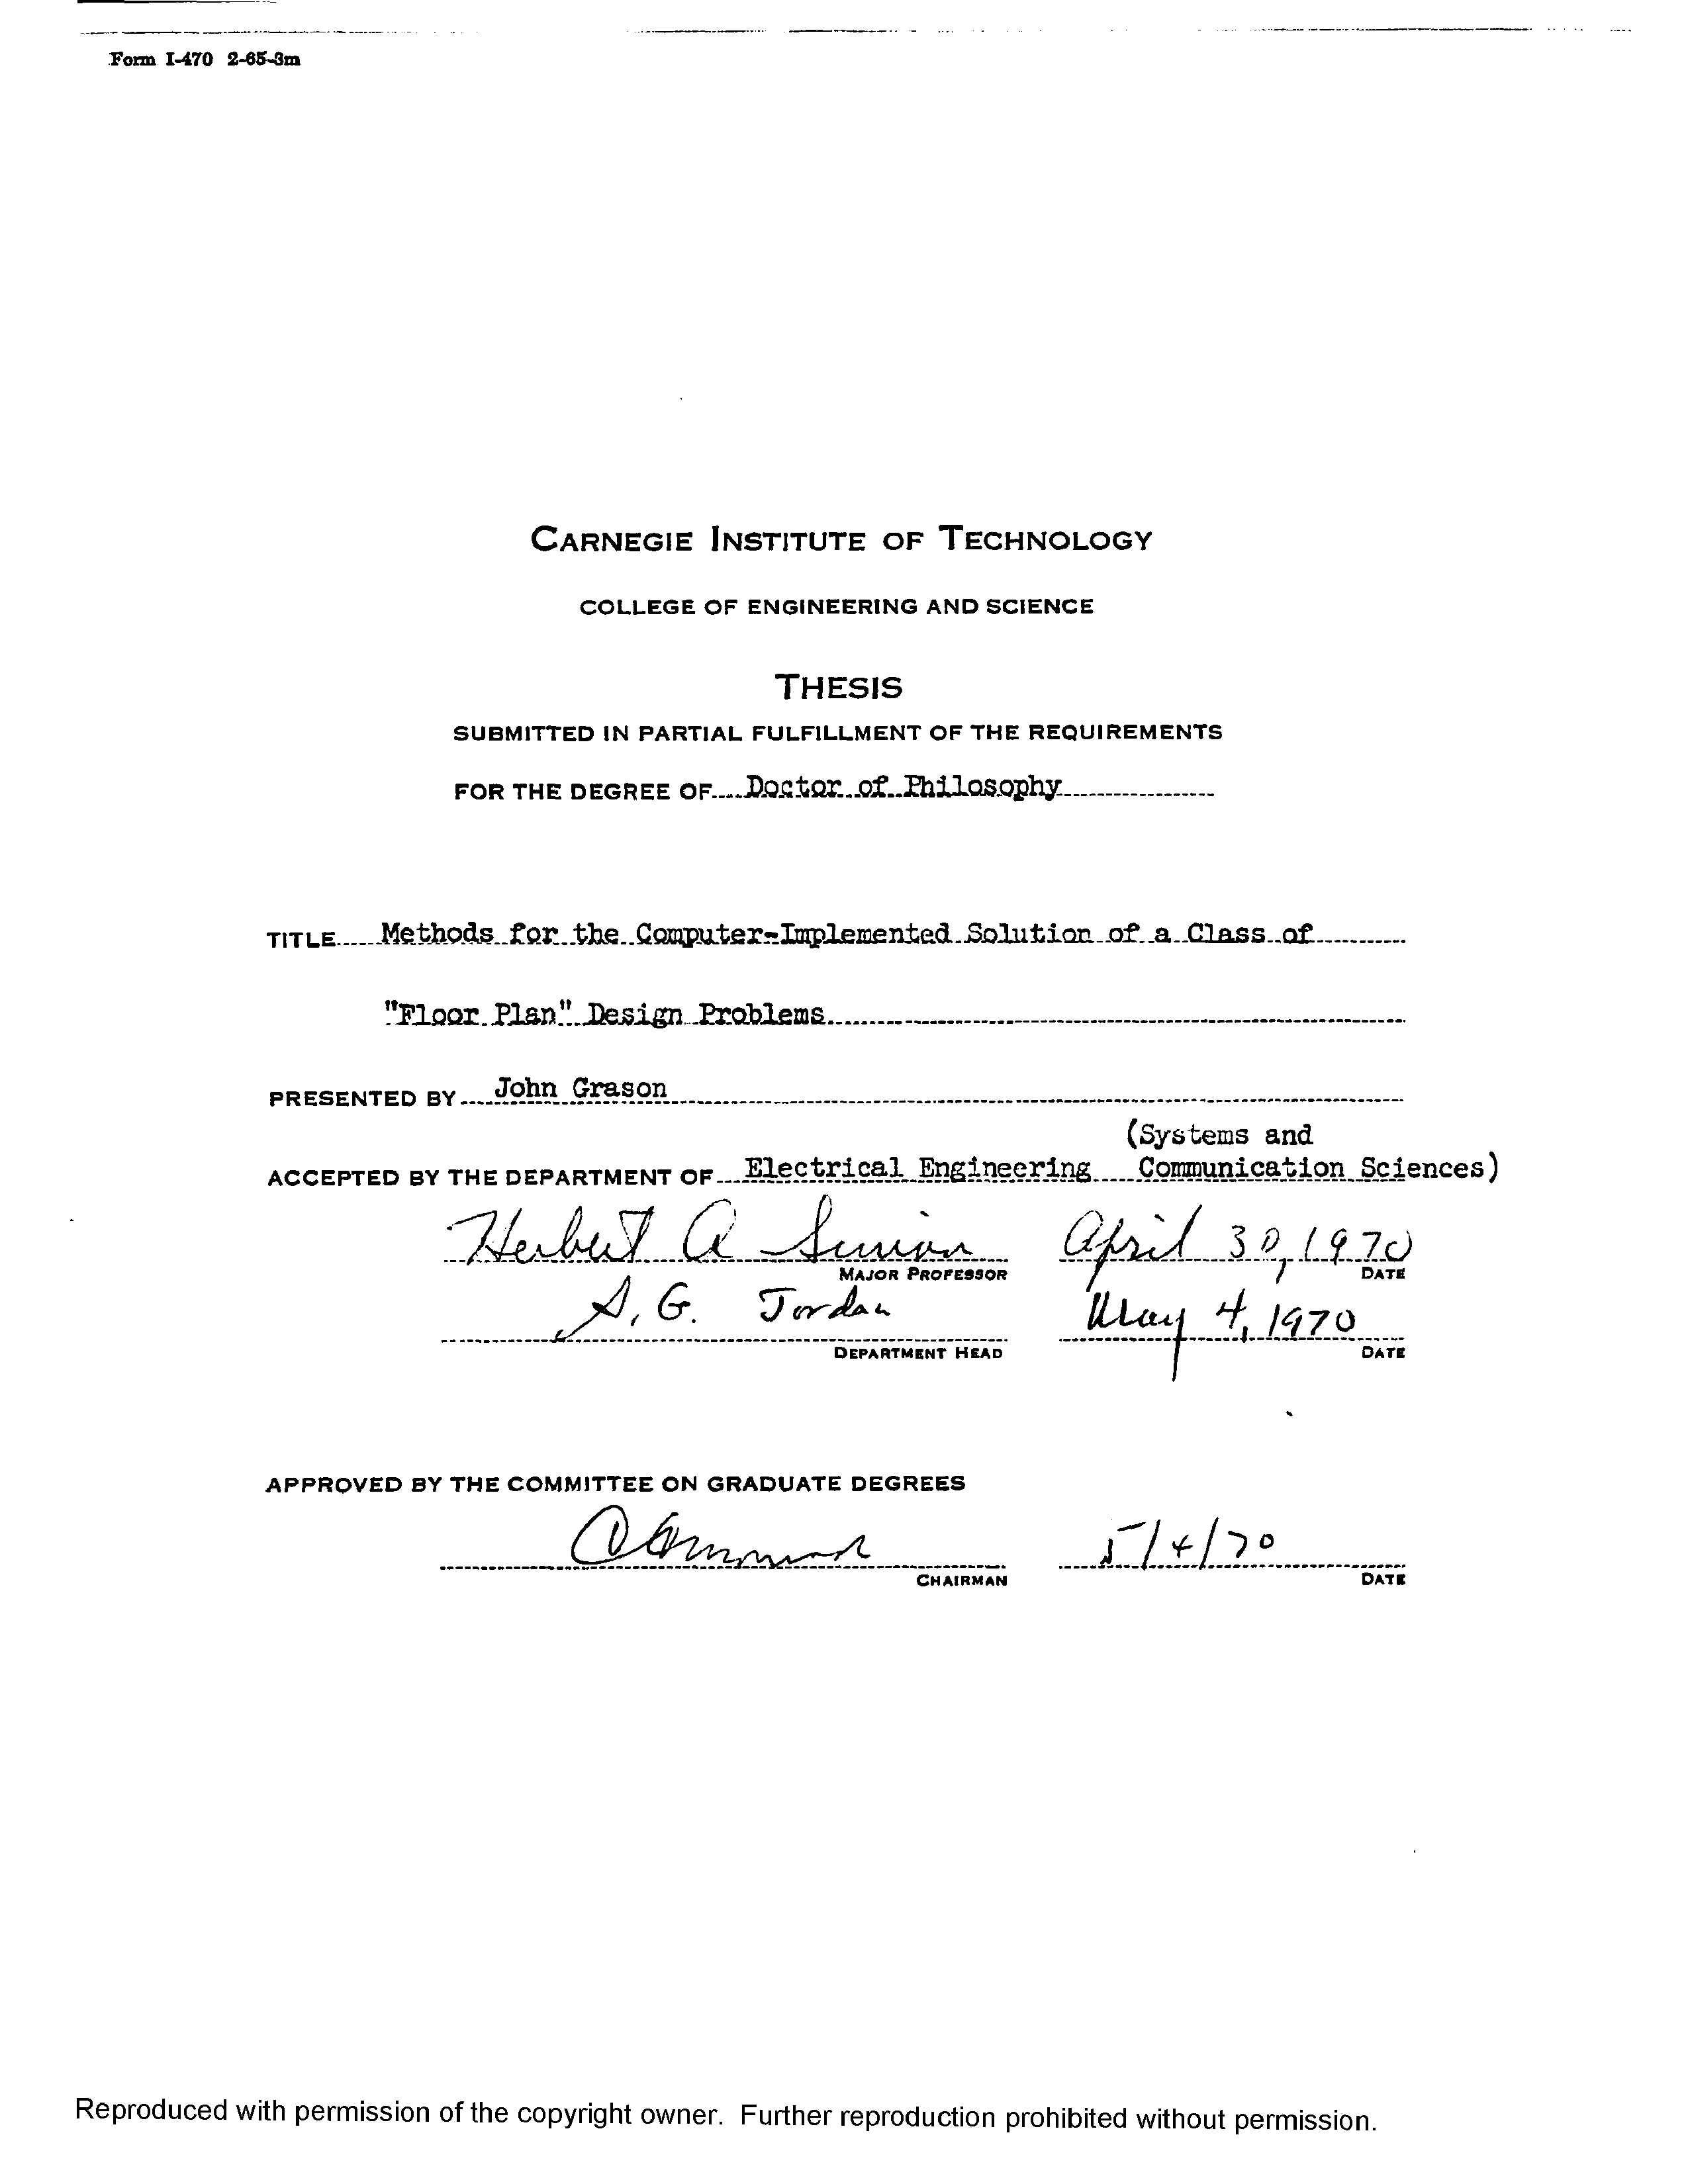 Form I-470 2-65-3m
CARNEGIE INSTITUTE OF TECHNOLOGY
COLLEGE OF ENGINEERING AND SCIENCE
THESIS
SUBMITTED IN PARTIAL FULFILLMENT OF THE REQUIREMENTS
FOR THE DEGREE OF Doctor of Philosophy
TITLE Methods for the Computer-Implemented Solution of a Class of
"Floor Plan" Design Problems
PRESENTED BY John Grason
(Systems and
ACCEPTED BY THE DEPARTMENT OF Electrical Engineering Communication Sciences)
Herbert A Simon April 30, 1970
MAJOR PROFESSOR DATE
A. G. Jordan May 4, 1970
DEPARTMENT HEAD DATE
APPROVED BY THE COMMITTEE ON GRADUATE DEGREES
5/4/70
CHAIRMAN DATE
Reproduced with permission of the copyright owner. Further reproduction prohibited without permission.